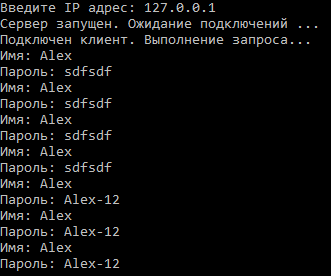 Введите IP адрес: 127.0.0.1
Сервер запущен. Ожидание подключений ...
Подключен клиент. Выполнение запроса...
Имя: Alex
Пароль: sdfsdf
Имя: Alex
Пароль: sdfsdf
Имя: Alex
Пароль: sdfsdf
Имя: Alex
Пароль: sdfsdf
Имя: Alex
Пароль: Alex-12
Имя: Alex
Пароль: Alex-12
Имя: Alex
Пароль: Alex-12